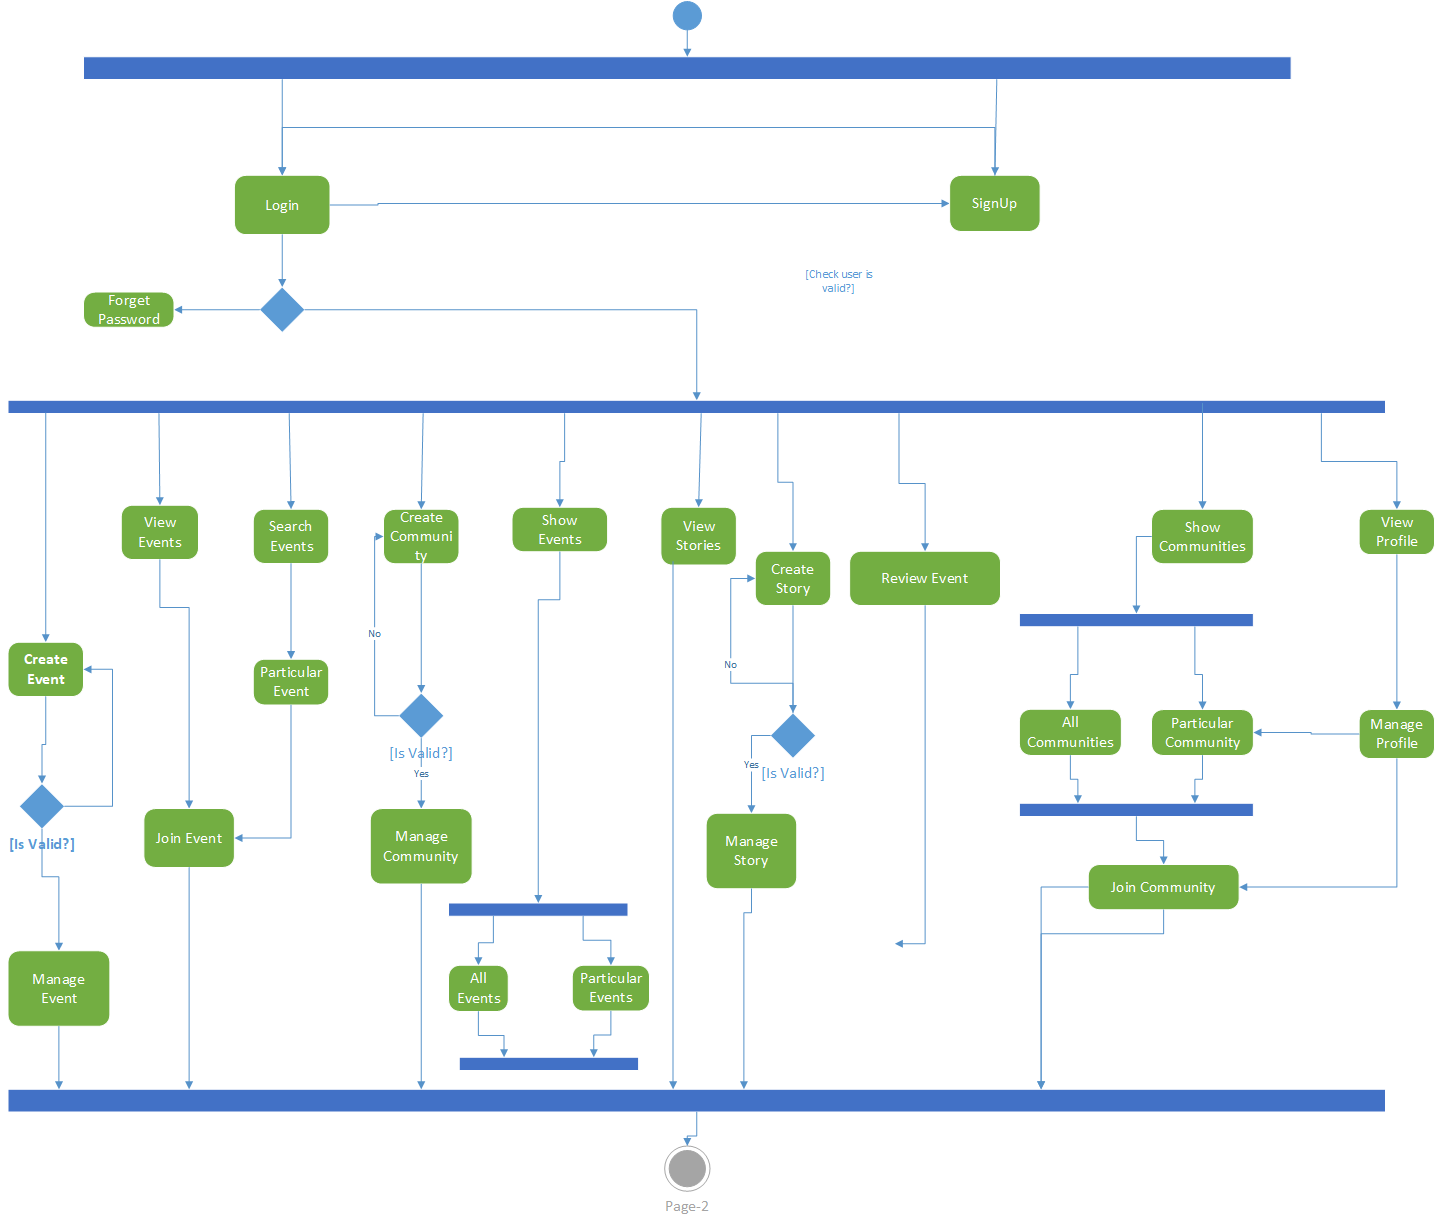 Login
SignUp
[Check user is
valid?]
Forget
Password
View
Events
Search
Events
Create
Communi
ty
Show
Events
View
Stories
Create
Story
Review Event
Show
Communities
View
Profile
No
Create
Event
Particular
Event
No
All
Communities
Particular
Community
Manage
Profile
[Is Valid?]
Yes
Yes
[Is Valid?]
Join Event
Manage
Community
Manage
Story
[Is Valid?]
Join Community
Manage
Event
All
Events
Particular
Events
Page-2